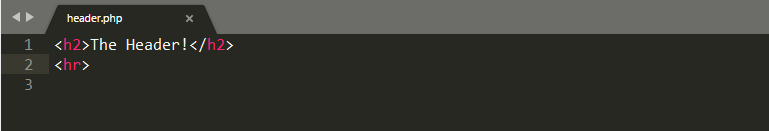 header.php ×
1 <h2>The Header!</h2>
2 <hr>
3